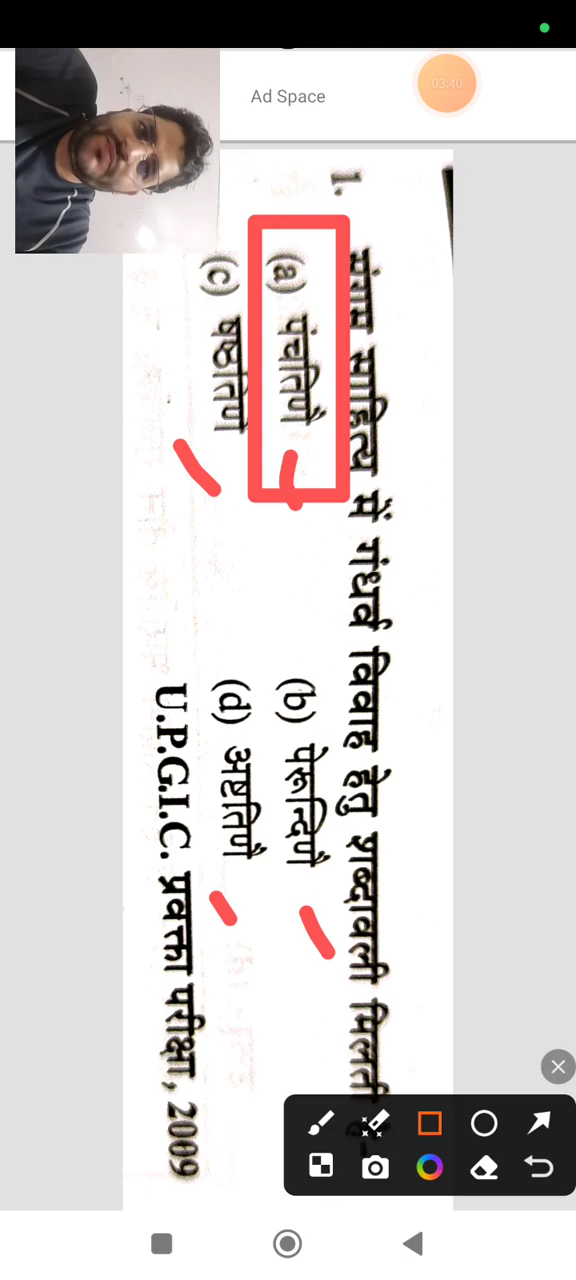 03:40
Ad Space
1. संगम साहित्य में गंधर्व विवाह हेतु शब्दावली मिलती है-
(a) पंचतिणै (b) पेरून्दिणै
(c) षष्ठतिणै (d) अष्टतिणै
U.P.G.I.C. प्रवक्ता परीक्षा, 2009